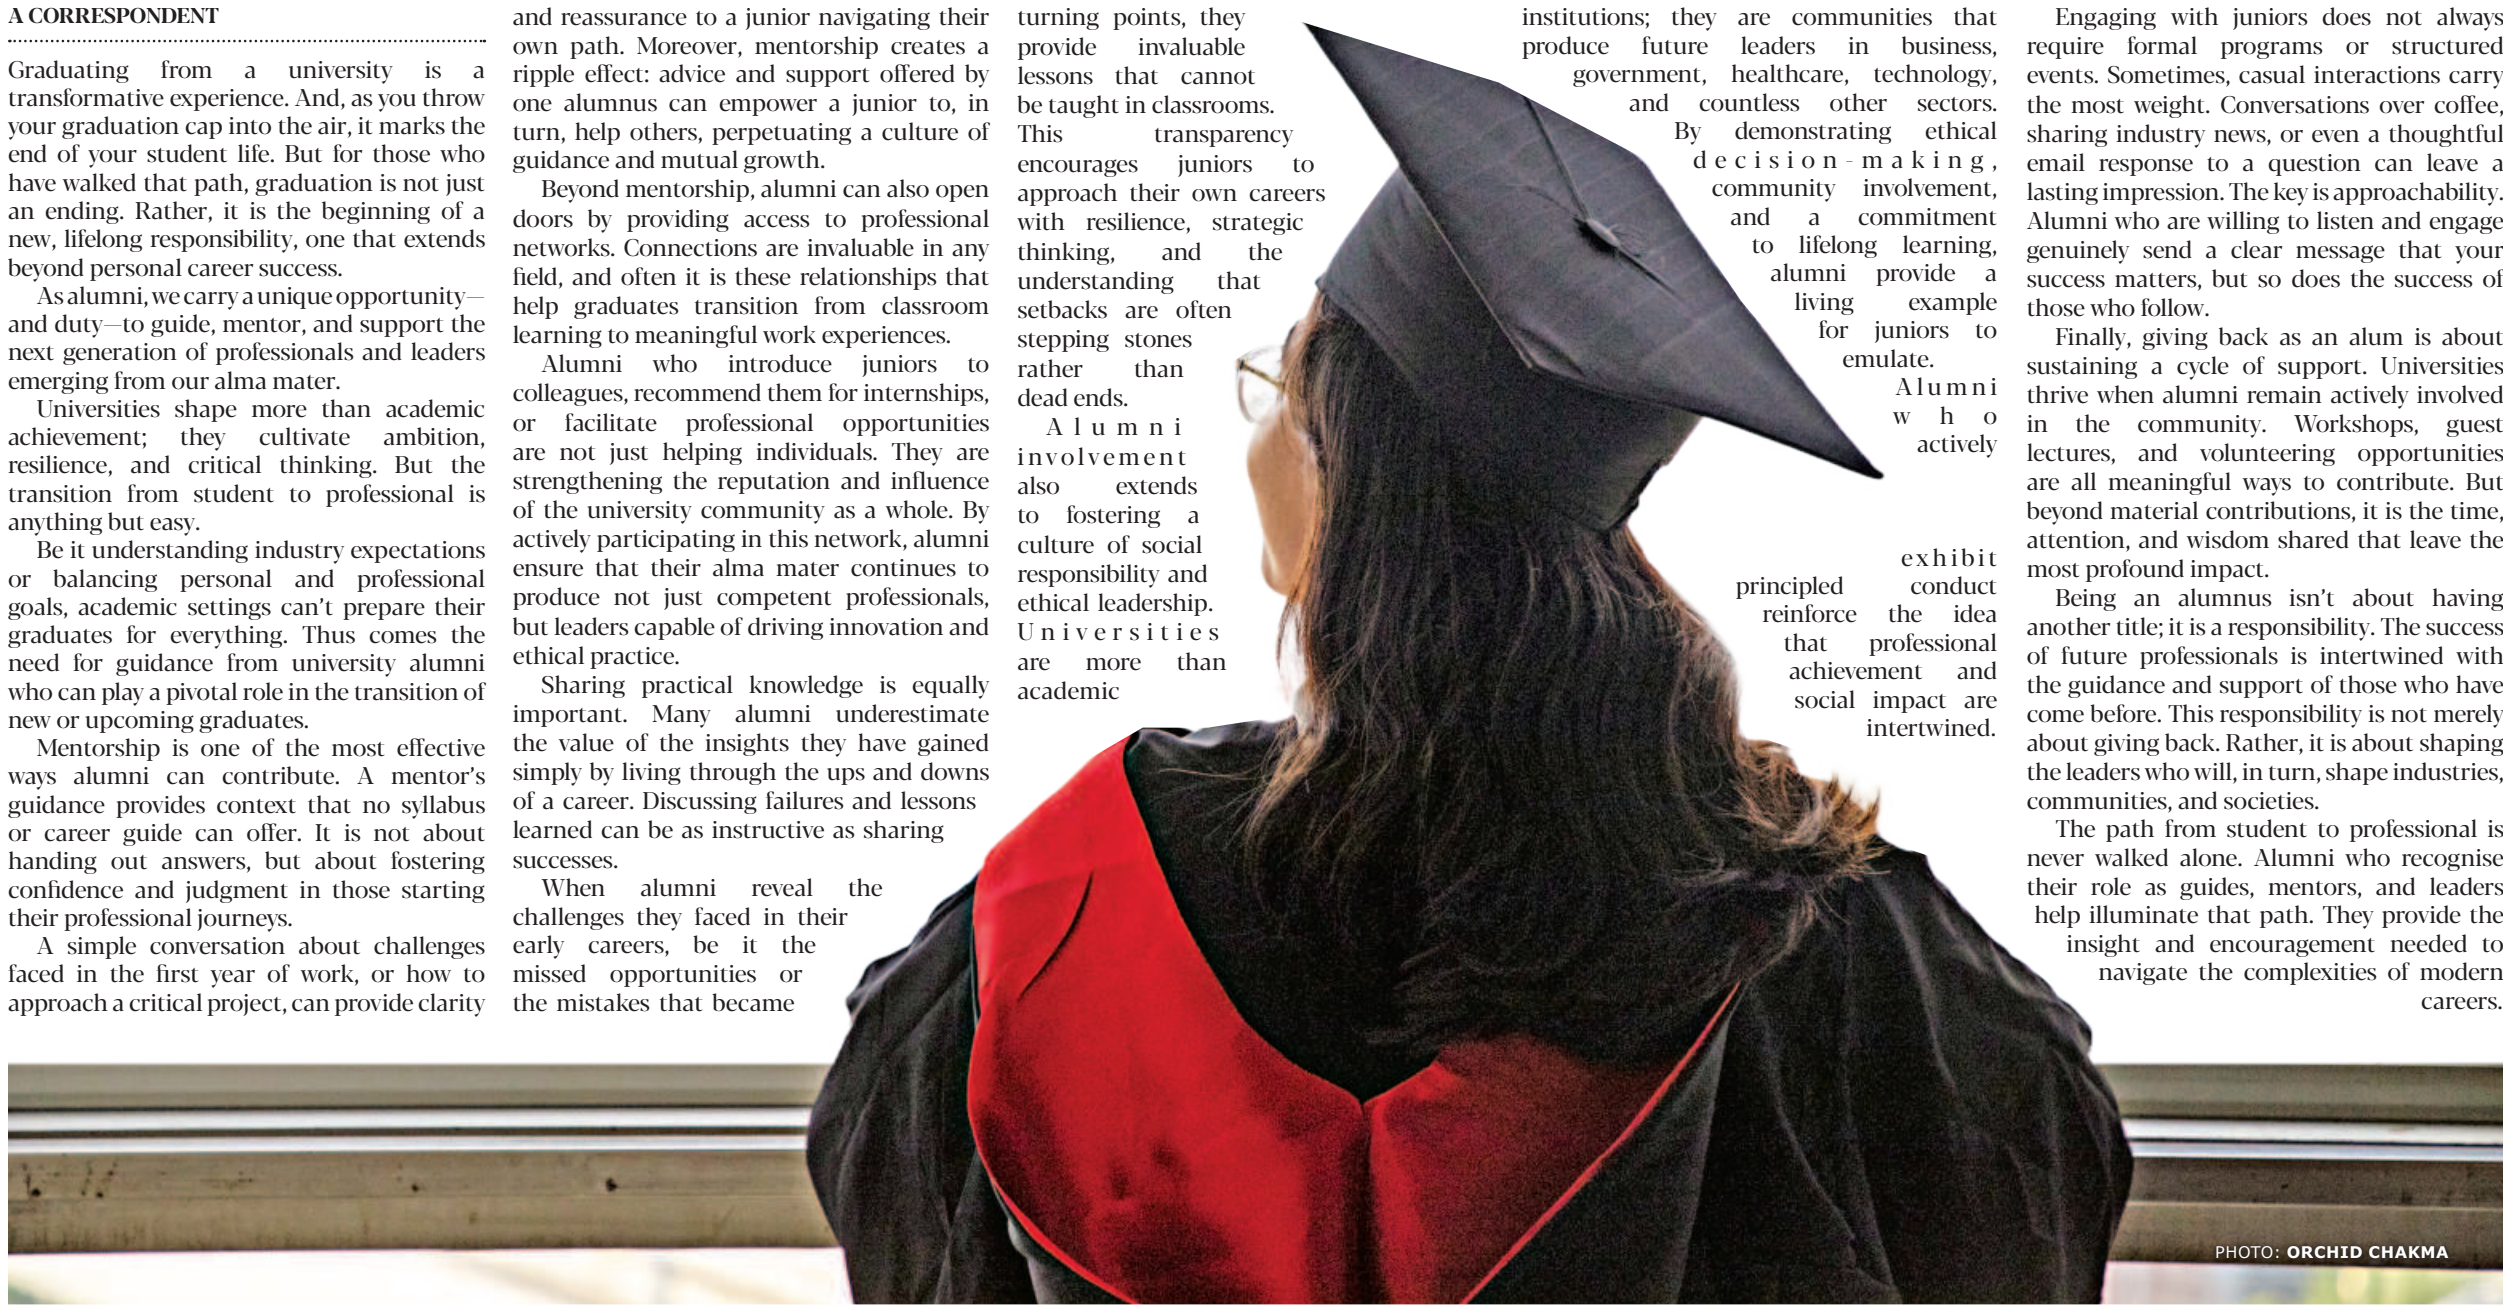 A CORRESPONDENT
Graduating from a university is a
transformative experience. And, as you throw
your graduation cap into the air, it marks the
end of your student life. But for those who
have walked that path, graduation is not just
an ending. Rather, it is the beginning of a
new, lifelong responsibility, one that extends
beyond personal career success.
As alumni, we carry a unique opportunity—
and duty—to guide, mentor, and support the
next generation of professionals and leaders
emerging from our alma mater.
Universities shape more than academic
achievement; they cultivate ambition,
resilience, and critical thinking. But the
transition from student to professional is
anything but easy.
Be it understanding industry expectations
or balancing personal and professional
goals, academic settings can't prepare their
graduates for everything. Thus comes the
need for guidance from university alumni
who can play a pivotal role in the transition of
new or upcoming graduates.
Mentorship is one of the most effective
ways alumni can contribute. A mentor's
guidance provides context that no syllabus
or career guide can offer. It is not about
handing out answers, but about fostering
confidence and judgment in those starting
their professional journeys.
A simple conversation about challenges
faced in the first year of work, or how to
approach a critical project, can provide clarity
and reassurance to a junior navigating their
own path. Moreover, mentorship creates a
ripple effect: advice and support offered by
one alumnus can empower a junior to, in
turn, help others, perpetuating a culture of
guidance and mutual growth.
Beyond mentorship, alumni can also open
doors by providing access to professional
networks. Connections are invaluable in any
field, and often it is these relationships that
help graduates transition from classroom
learning to meaningful work experiences.
Alumni who introduce juniors to
colleagues, recommend them for internships,
or facilitate professional opportunities
are not just helping individuals. They are
strengthening the reputation and influence
of the university community as a whole. By
actively participating in this network, alumni
ensure that their alma mater continues to
produce not just competent professionals,
but leaders capable of driving innovation and
ethical practice.
Sharing practical knowledge is equally
important. Many alumni underestimate
the value of the insights they have gained
simply by living through the ups and downs
of a career. Discussing failures and lessons
learned can be as instructive as sharing
successes.
When alumni reveal the
challenges they faced in their
early careers, be it the
missed opportunities or
the mistakes that became
turning points, they
provide invaluable
lessons that cannot
be taught in classrooms.
This transparency
encourages juniors to
approach their own careers
with resilience, strategic
thinking, and the
understanding that
setbacks are often
stepping stones
rather than
dead ends.
Alumni
involvement
also extends
to fostering a
culture of social
responsibility and
ethical leadership.
Universities
are more than
academic
institutions; they are communities that
produce future leaders in business,
government, healthcare, technology,
and countless other sectors.
By demonstrating ethical
decision-making,
community involvement,
and a commitment
to lifelong learning,
alumni provide a
living example
for juniors to
emulate.
Alumni
who
actively
exhibit
principled conduct
reinforce the idea
that professional
achievement and
social impact are
intertwined.
Engaging with juniors does not always
require formal programs or structured
events. Sometimes, casual interactions carry
the most weight. Conversations over coffee,
sharing industry news, or even a thoughtful
email response to a question can leave a
lasting impression. The key is approachability.
Alumni who are willing to listen and engage
genuinely send a clear message that your
success matters, but so does the success of
those who follow.
Finally, giving back as an alum is about
sustaining a cycle of support. Universities
thrive when alumni remain actively involved
in the community. Workshops, guest
lectures, and volunteering opportunities
are all meaningful ways to contribute. But
beyond material contributions, it is the time,
attention, and wisdom shared that leave the
most profound impact.
Being an alumnus isn't about having
another title; it is a responsibility. The success
of future professionals is intertwined with
the guidance and support of those who have
come before. This responsibility is not merely
about giving back. Rather, it is about shaping
the leaders who will, in turn, shape industries,
communities, and societies.
The path from student to professional is
never walked alone. Alumni who recognise
their role as guides, mentors, and leaders
help illuminate that path. They provide the
insight and encouragement needed to
navigate the complexities of modern
careers.
PHOTO: ORCHID CHAKMA